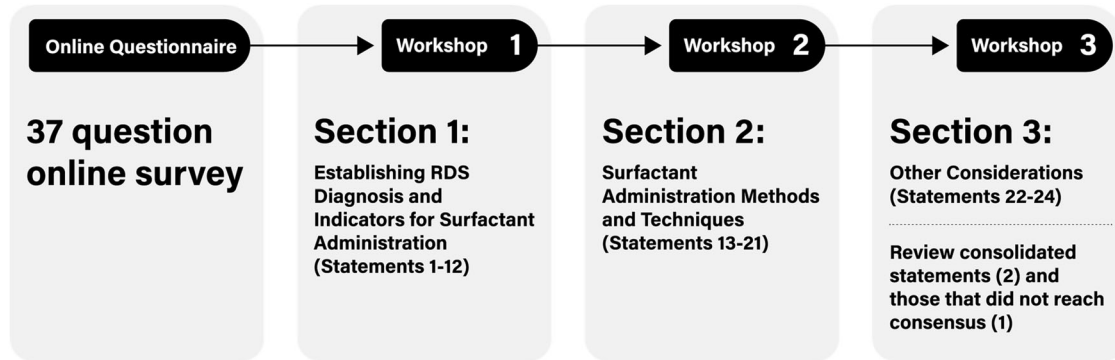 Online Questionnaire
37 question
online survey
Workshop 1
Section 1:
Establishing RDS
Diagnosis and
Indicators for Surfactant
Administration
(Statements 1-12)
Workshop 2
Section 2:
Surfactant
Administration Methods
and Techniques
(Statements 13-21)
Workshop 3
Section 3:
Other Considerations
(Statements 22-24)
Review consolidated
statements (2) and
those that did not reach
consensus (1)